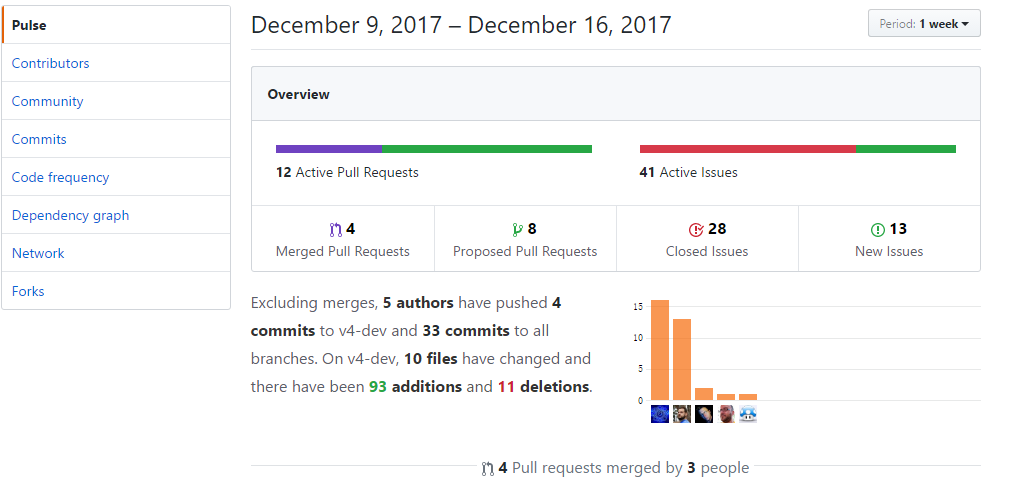 Pulse
Contributors
Community
Commits
Code frequency
Dependency graph
Network
Forks
December 9, 2017 – December 16, 2017
Period: 1 week
Overview
12 Active Pull Requests
41 Active Issues
4
Merged Pull Requests
8
Proposed Pull Requests
28
Closed Issues
13
New Issues
Excluding merges, 5 authors have pushed 4
commits to v4-dev and 33 commits to all
branches. On v4-dev, 10 files have changed and
there have been 93 additions and 11 deletions.
15
10
5
0
4 Pull requests merged by 3 people